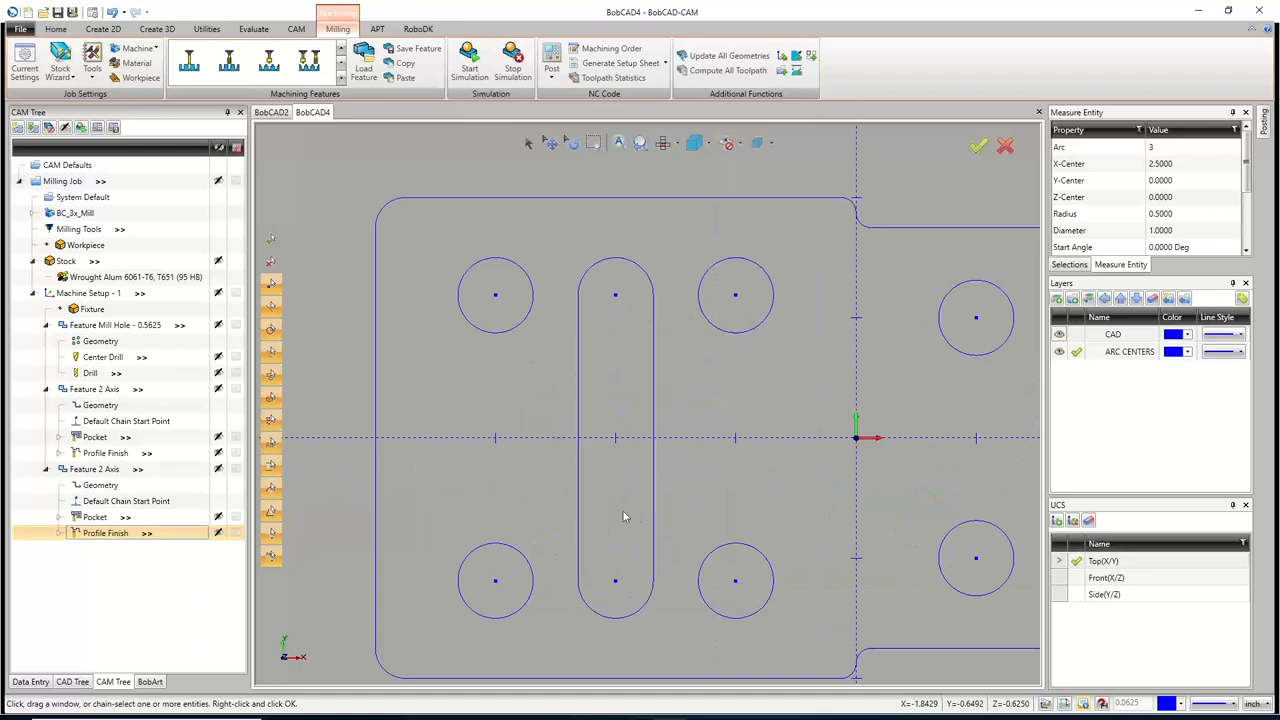 BobCAD4 - BobCAD-CAM
Machining
File
Home
Create 2D
Create 3D
Utilities
Evaluate
CAM
Milling
APT
RoboDK
Current
Settings
Stock
Wizard
Tools
Machine
Material
Workpiece
Job Settings
Load
Feature
Save Feature
Copy
Paste
Machining Features
Start
Simulation
Stop
Simulation
Simulation
Post
Machining Order
Generate Setup Sheet
Toolpath Statistics
NC Code
Update All Geometries
Compute All Toolpath
Additional Functions
CAM Tree
BobCAD2
BobCAD4
CAM Defaults
Milling Job >>
System Default
BC_3x_Mill
Milling Tools >>
Workpiece
Stock >>
Wrought Alum 6061-T6, T651 (95 HB)
Machine Setup - 1 >>
Fixture
Feature Mill Hole - 0.5625 >>
Geometry
Center Drill >>
Drill >>
Feature 2 Axis >>
Geometry
Default Chain Start Point
Pocket >>
Profile Finish >>
Feature 2 Axis >>
Geometry
Default Chain Start Point
Pocket >>
Profile Finish >>
Data Entry
CAD Tree
CAM Tree
BobArt
Y
Z
X
Measure Entity
Property Value
Arc 3
X-Center 2.5000
Y-Center 0.0000
Z-Center 0.0000
Radius 0.5000
Diameter 1.0000
Start Angle 0.0000 Deg
Selections
Measure Entity
Layers
Name Color Line Style
CAD
ARC CENTERS
UCS
Name
Top(X/Y)
Front(X/Z)
Side(Y/Z)
Posting
Click, drag a window, or chain-select one or more entities. Right-click and click OK.
X=-1.8429 Y=-0.6492 Z=-0.6250
0.0625
inch